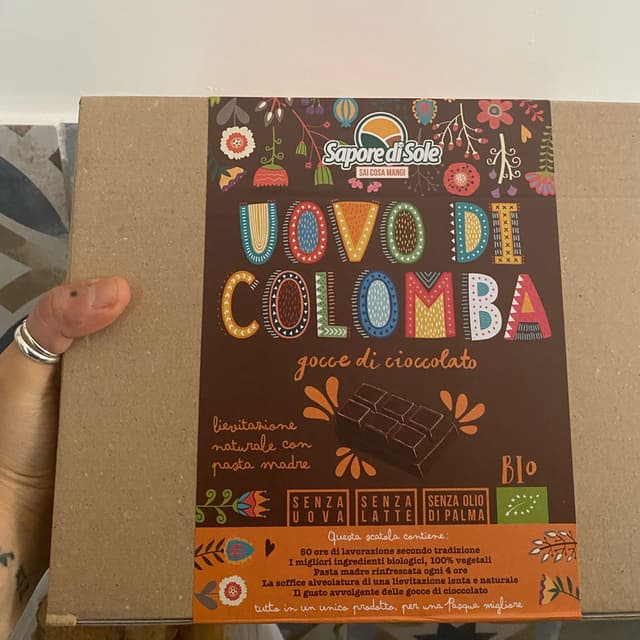 Sapore di Sole
SAI COSA MANGI
UOVO DI
COLOMBA
gocce di cioccolato
lievitazione
naturale con
pasta madre
BIO
SENZA
UOVA
SENZA
LATTE
SENZA OLIO
DI PALMA
Questa scatola contiene:
50 ore di lavorazione secondo tradizione
I migliori ingredienti biologici, 100% vegetali
Pasta madre rinfrescata ogni 4 ore
La soffice alveolatura di una lievitazione lenta e naturale
Il gusto avvolgente delle gocce di cioccolato
tutto in un unico prodotto, per una Pasqua migliore